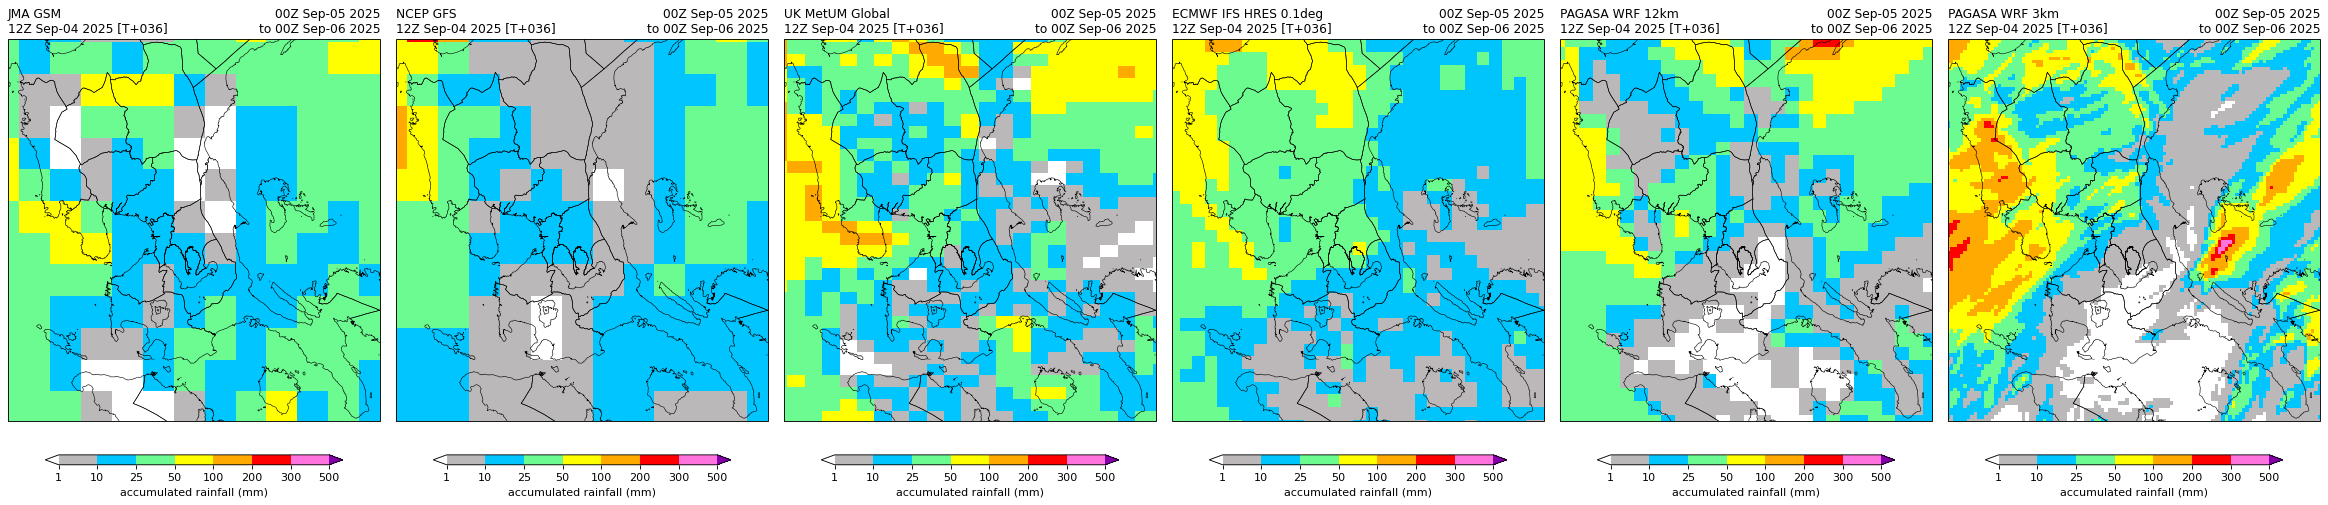 JMA GSM 00Z Sep-05 2025
12Z Sep-04 2025 [T+036] to 00Z Sep-06 2025
1 10 25 50 100 200 300 500
accumulated rainfall (mm)
NCEP GFS 00Z Sep-05 2025
12Z Sep-04 2025 [T+036] to 00Z Sep-06 2025
1 10 25 50 100 200 300 500
accumulated rainfall (mm)
UK MetUM Global 00Z Sep-05 2025
12Z Sep-04 2025 [T+036] to 00Z Sep-06 2025
1 10 25 50 100 200 300 500
accumulated rainfall (mm)
ECMWF IFS HRES 0.1deg 00Z Sep-05 2025
12Z Sep-04 2025 [T+036] to 00Z Sep-06 2025
1 10 25 50 100 200 300 500
accumulated rainfall (mm)
PAGASA WRF 12km 00Z Sep-05 2025
12Z Sep-04 2025 [T+036] to 00Z Sep-06 2025
1 10 25 50 100 200 300 500
accumulated rainfall (mm)
PAGASA WRF 3km 00Z Sep-05 2025
12Z Sep-04 2025 [T+036] to 00Z Sep-06 2025
1 10 25 50 100 200 300 500
accumulated rainfall (mm)